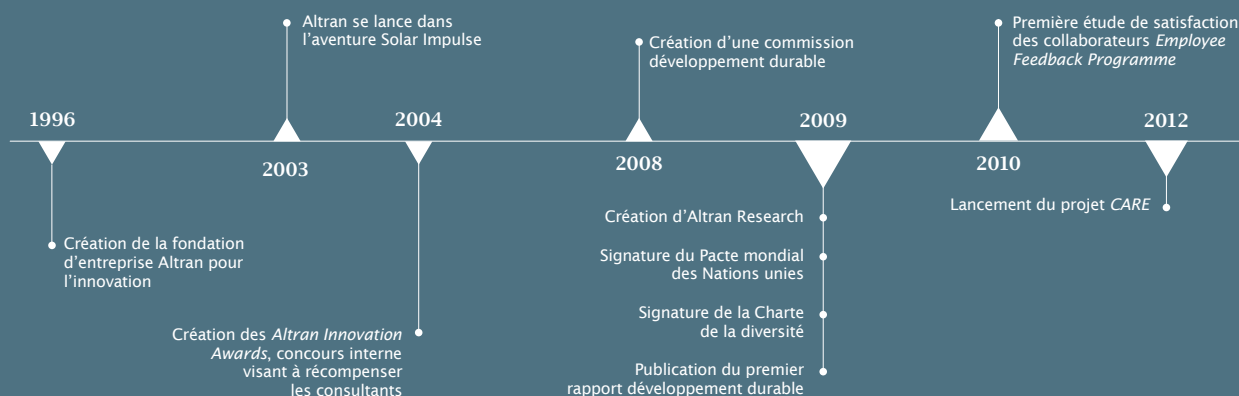 1996
Création de la fondation
d’entreprise Altran pour
l’innovation
Altran se lance dans
l’aventure Solar Impulse
2003
2004
Création des Altran Innovation
Awards, concours interne
visant à récompenser
les consultants
Création d’une commission
développement durable
2008
2009
Création d’Altran Research
Signature du Pacte mondial
des Nations unies
Signature de la Charte
de la diversité
Publication du premier
rapport développement durable
Première étude de satisfaction
des collaborateurs Employee
Feedback Programme
2010
2012
Lancement du projet CARE